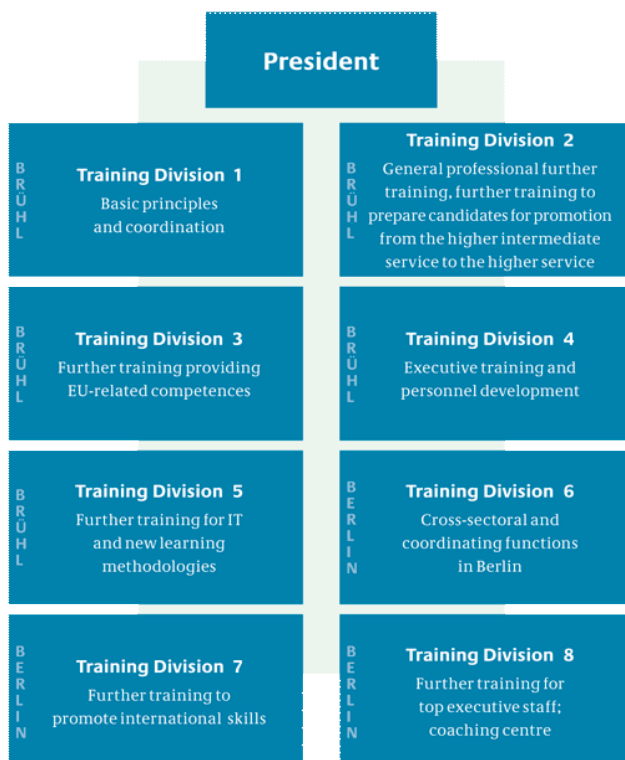 President
BRÜHL
Training Division 1
Basic principles
and coordination
BRÜHL
Training Division 2
General professional further
training, further training to
prepare candidates for promotion
from the higher intermediate
service to the higher service
BRÜHL
Training Division 3
Further training providing
EU-related competences
BRÜHL
Training Division 4
Executive training and
personnel development
BRÜHL
Training Division 5
Further training for IT
and new learning
methodologies
BERLIN
Training Division 6
Cross-sectoral and
coordinating functions
in Berlin
BERLIN
Training Division 7
Further training to
promote international skills
BERLIN
Training Division 8
Further training for
top executive staff;
coaching centre